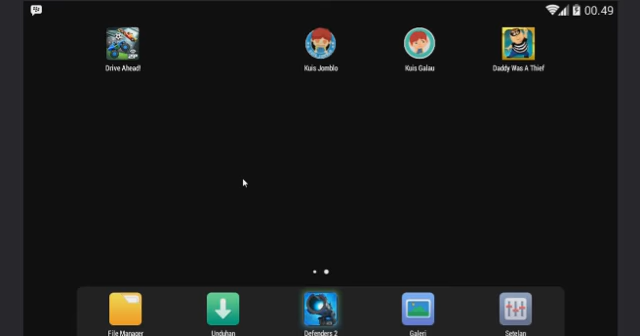 00.49
Drive Ahead!
Kuis Jomblo
Kuis Galau
Daddy Was A Thief
File Manager
Unduhan
Defenders 2
Galeri
Setelan